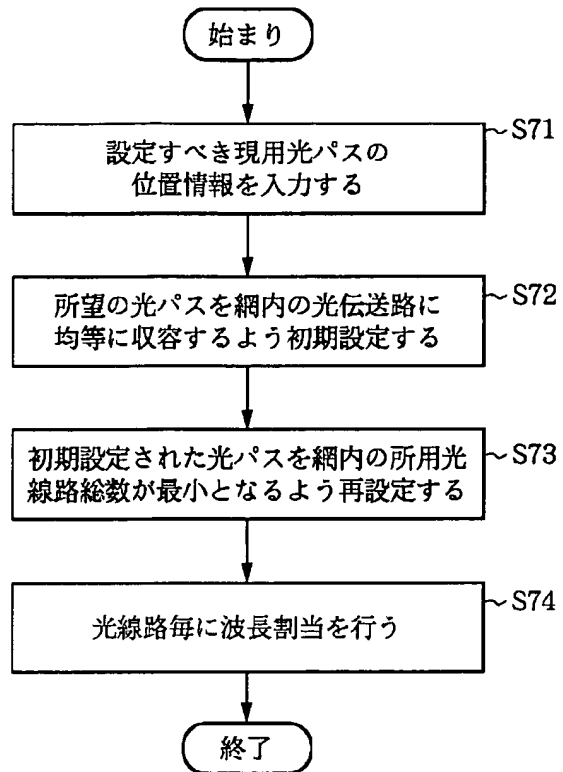 始まり
設定すべき現用光パスの
位置情報を入力する
S71
所望の光パスを網内の光伝送路に
均等に収容するよう初期設定する
S72
初期設定された光パスを網内の所用光
線路総数が最小となるよう再設定する
S73
光線路毎に波長割当を行う
S74
終了